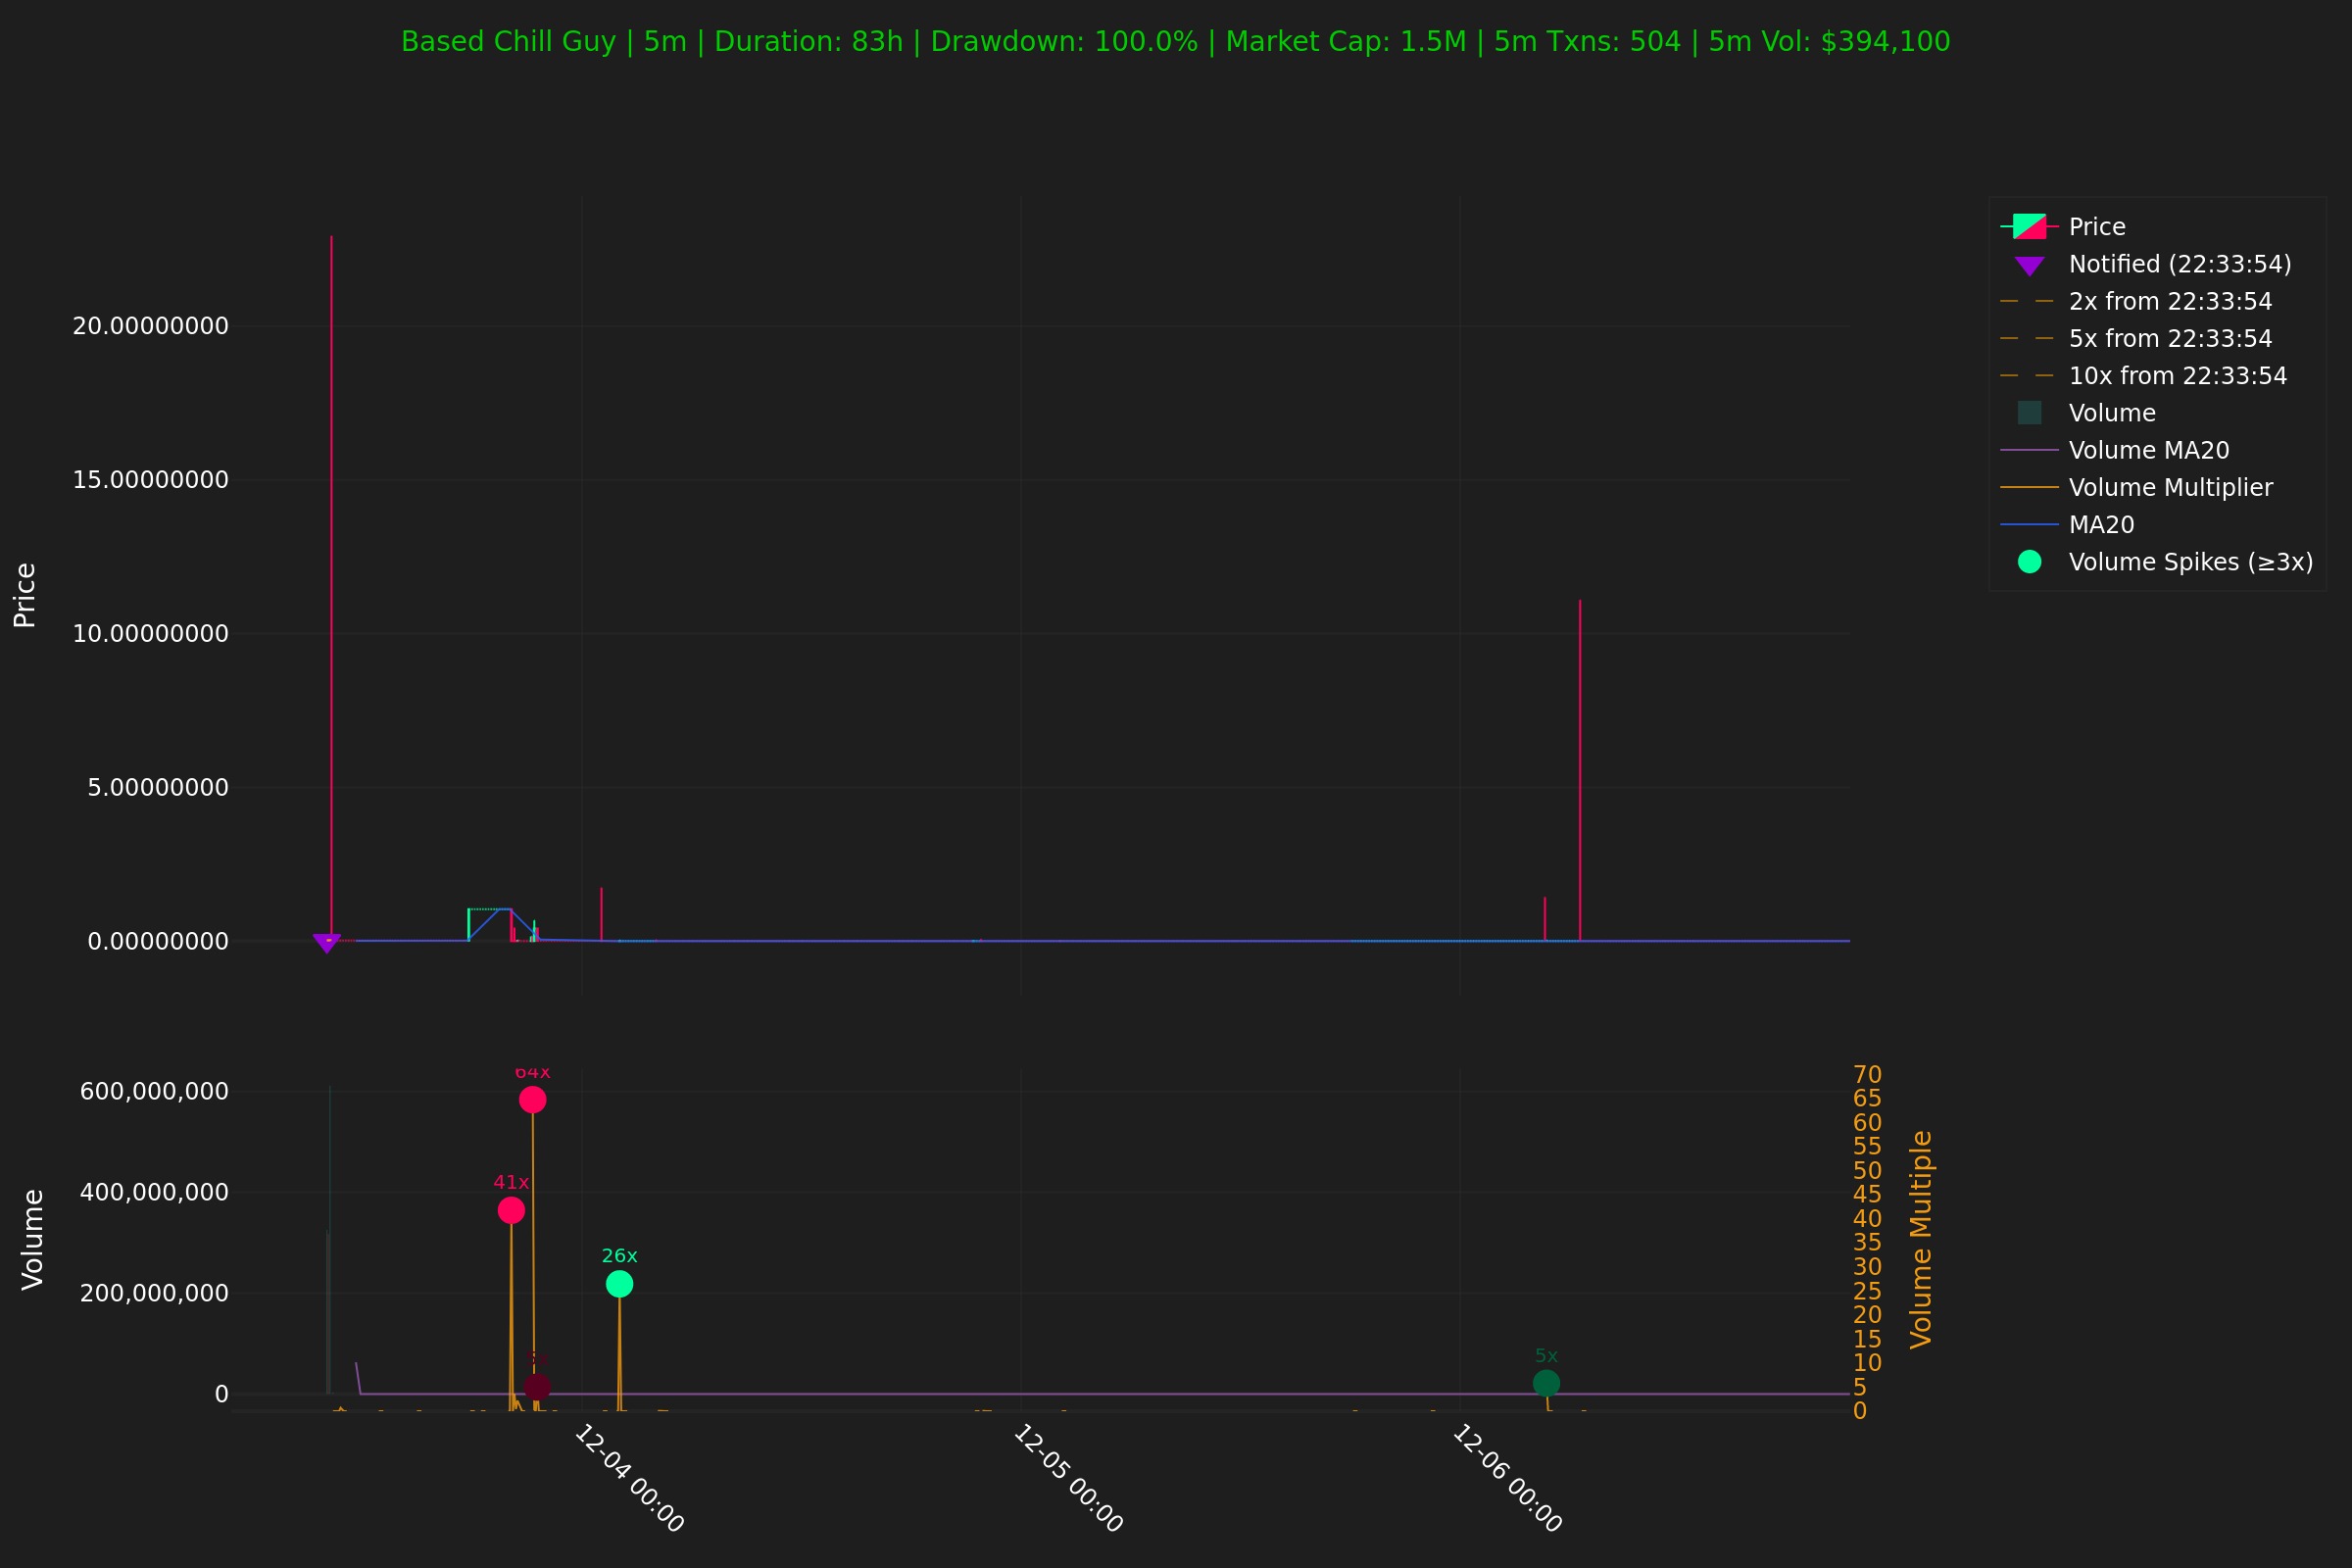 Based Chill Guy | 5m | Duration: 83h | Drawdown: 100.0% | Market Cap: 1.5M | 5m Txns: 504 | 5m Vol: $394,100
Price
20.00000000
15.00000000
10.00000000
5.00000000
0.00000000
Price
Notified (22:33:54)
2x from 22:33:54
5x from 22:33:54
10x from 22:33:54
Volume
Volume MA20
Volume Multiplier
MA20
Volume Spikes (≥3x)
Volume
600,000,000
400,000,000
200,000,000
0
64x
41x
26x
5x
70
65
60
55
50
45
40
35
30
25
20
15
10
5
0
Volume Multiple
12-04 00:00
12-05 00:00
12-06 00:00